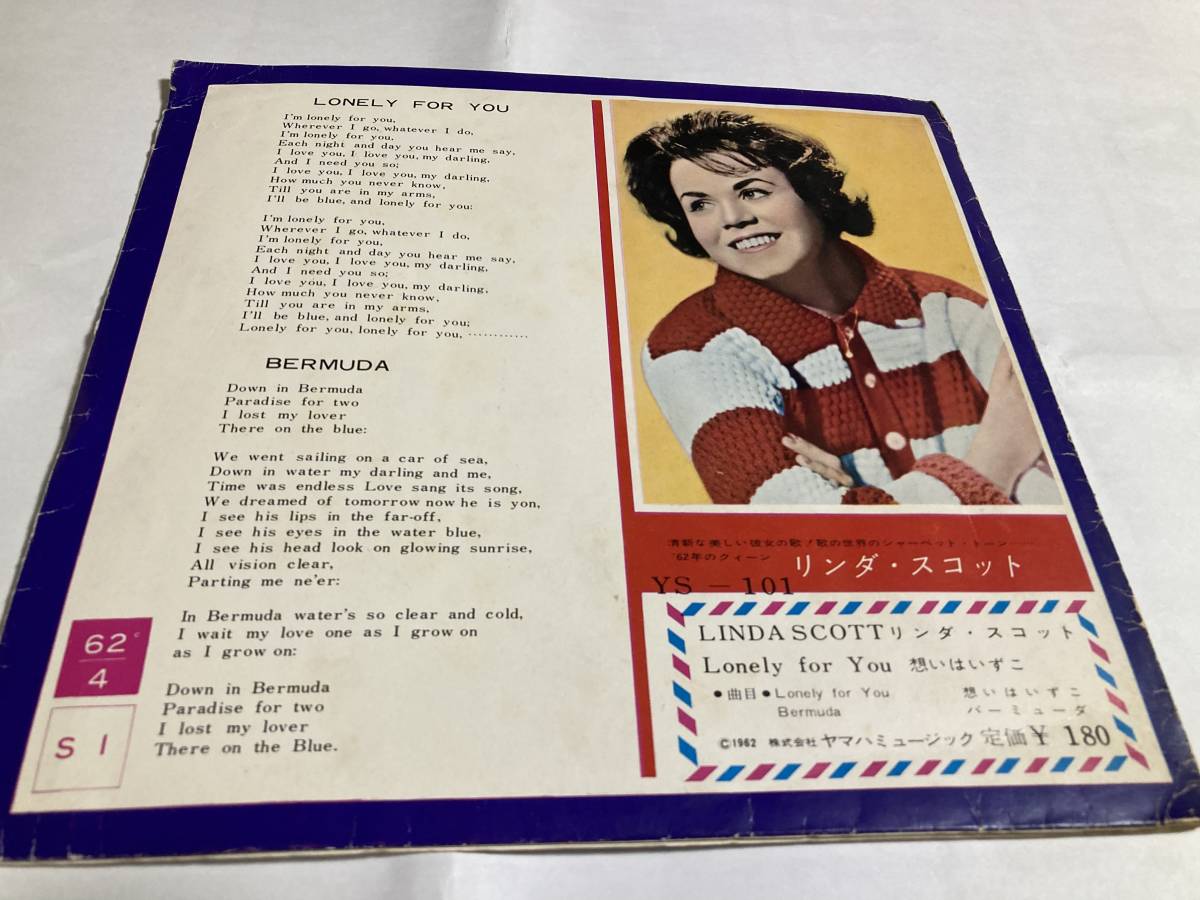 LONELY FOR YOU
I'm lonely for you,
Wherever I go, whatever I do,
I'm lonely for you,
Each night and day you hear me say,
I love you, I love you, my darling,
And I need you so;
I love you, I love you, my darling,
How much you never know,
Till you are in my arms,
I'll be blue, and lonely for you:
I'm lonely for you,
Wherever I go, whatever I do,
I'm lonely for you,
Each night and day you hear me say,
I love you, I love you, my darling,
And I need you so;
I love you, I love you, my darling,
How much you never know,
Till you are in my arms,
I'll be blue, and lonely for you;
Lonely for you, lonely for you, …………
BERMUDA
Down in Bermuda
Paradise for two
I lost my lover
There on the blue:
We went sailing on a car of sea,
Down in water my darling and me,
Time was endless Love sang its song,
We dreamed of tomorrow now he is yon,
I see his lips in the far-off,
I see his eyes in the water blue,
I see his head look on glowing sunrise,
All vision clear,
Parting me ne'er:
In Bermuda water's so clear and cold,
I wait my love one as I grow on
as I grow on:
Down in Bermuda
Paradise for two
I lost my lover
There on the Blue.
62c
4
S I
清新な美しい彼女の歌！歌の世界のシャーベット・トーン……
'62年のクィーン
リンダ・スコット
YS－101
LINDA SCOTT リンダ・スコット
Lonely for You 想いはいずこ
●曲目● Lonely for You 想いはいずこ
Bermuda バーミューダ
©1962 株式会社 ヤマハミュージック 定価￥180